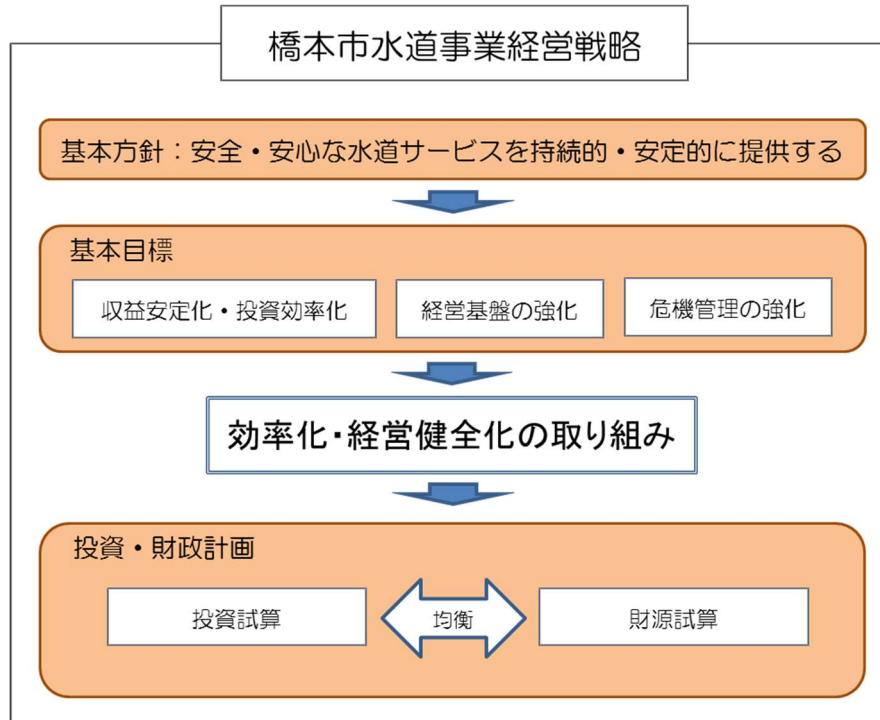 橋本市水道事業経営戦略
基本方針：安全・安心な水道サービスを持続的・安定的に提供する
基本目標
収益安定化・投資効率化
経営基盤の強化
危機管理の強化
効率化・経営健全化の取り組み
投資・財政計画
投資試算
均衡
財源試算